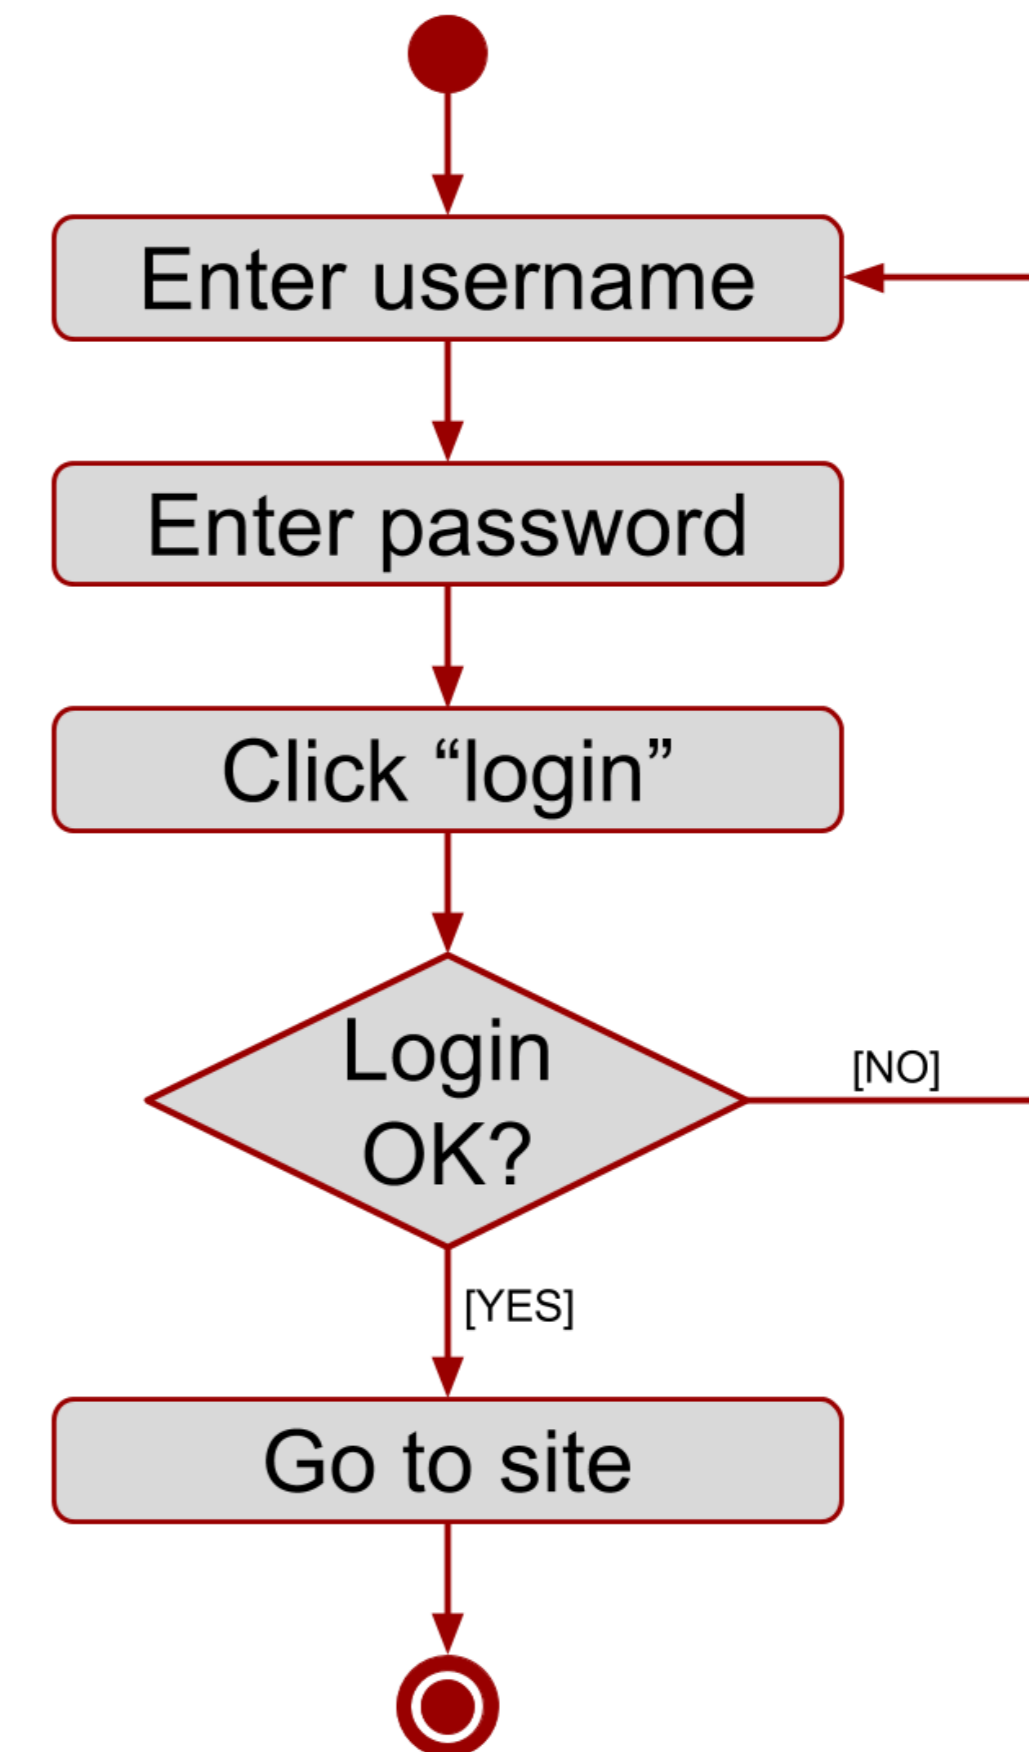 Enter username
Enter password
Click “login”
Login
OK?
[NO]
[YES]
Go to site